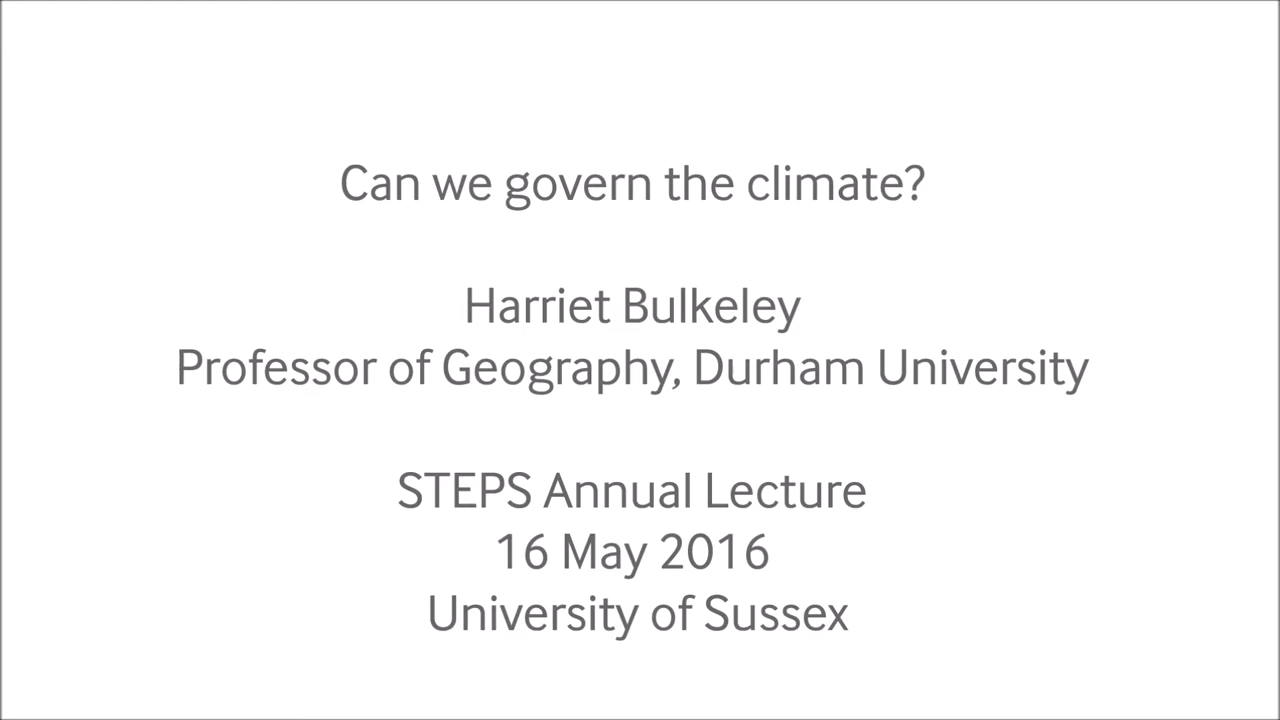 Can we govern the climate?
Harriet Bulkeley
Professor of Geography, Durham University
STEPS Annual Lecture
16 May 2016
University of Sussex